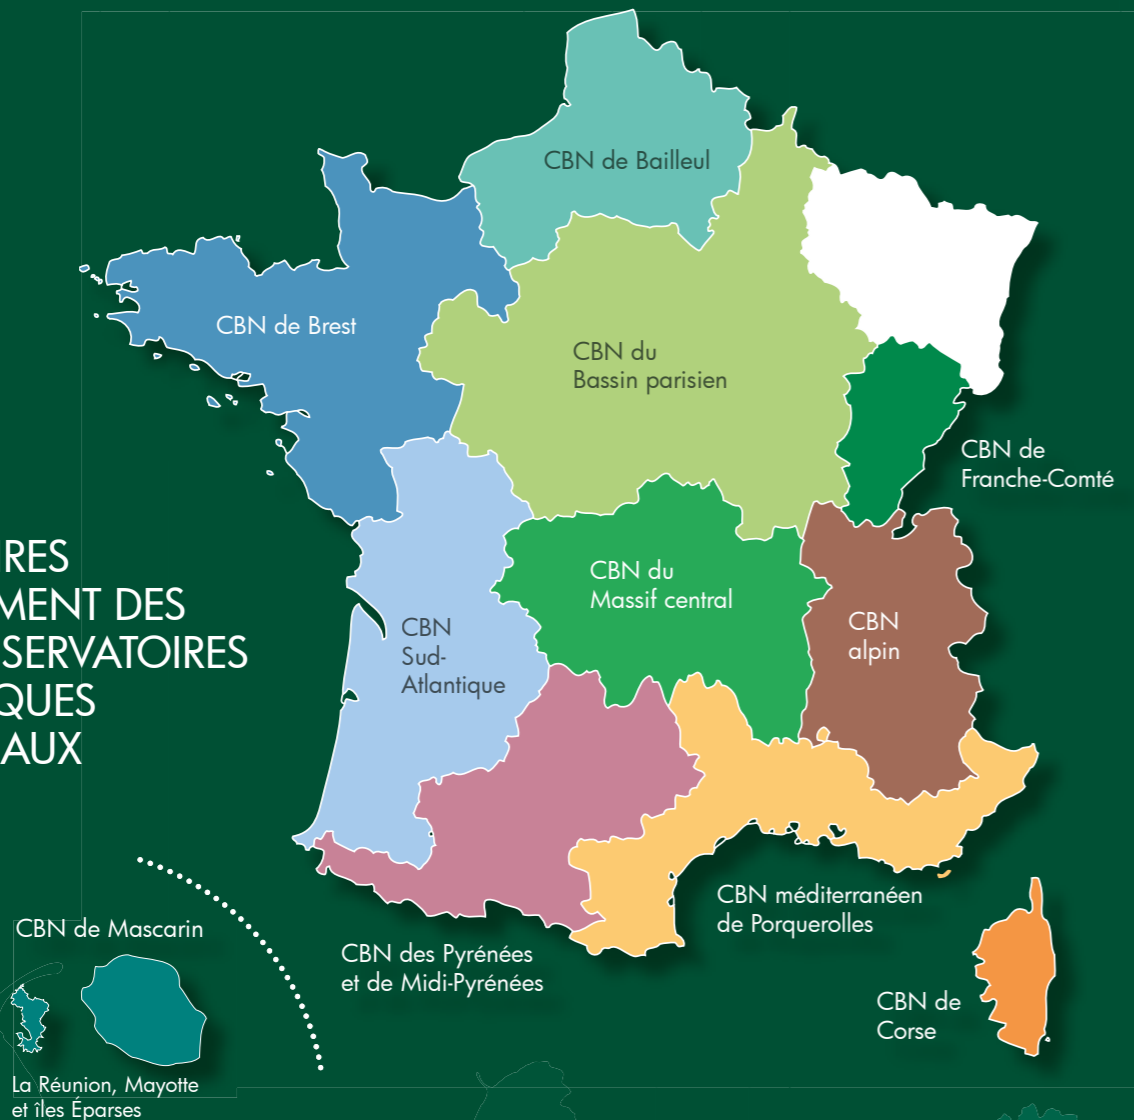 CBN de Bailleul
CBN de Brest
CBN du
Bassin parisien
CBN de
Franche-Comté
IRES
MENT DES
SERVATOIRES
QUES
AUX
CBN du
Massif central
CBN
alpin
CBN
Sud-
Atlantique
CBN méditerranéen
de Porquerolles
CBN des Pyrénées
et de Midi-Pyrénées
CBN de
Corse
CBN de Mascarin
La Réunion, Mayotte
et îles Éparses